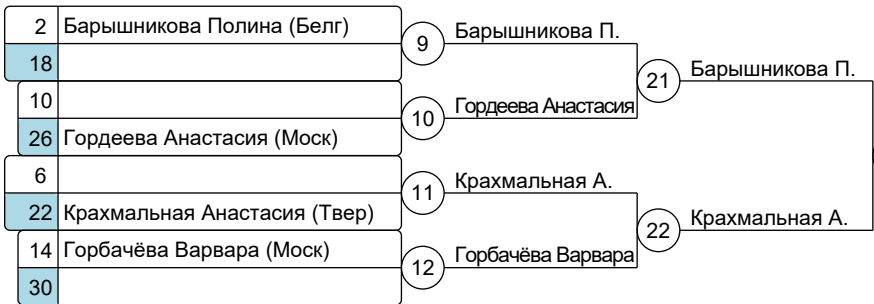 2 Барышникова Полина (Белг)
18
9 Барышникова П.
10
26 Гордеева Анастасия (Моск)
10 Гордеева Анастасия
21 Барышникова П.
6
22 Крахмальная Анастасия (Твер)
11 Крахмальная А.
14 Горбачёва Варвара (Моск)
30
12 Горбачёва Варвара
22 Крахмальная А.